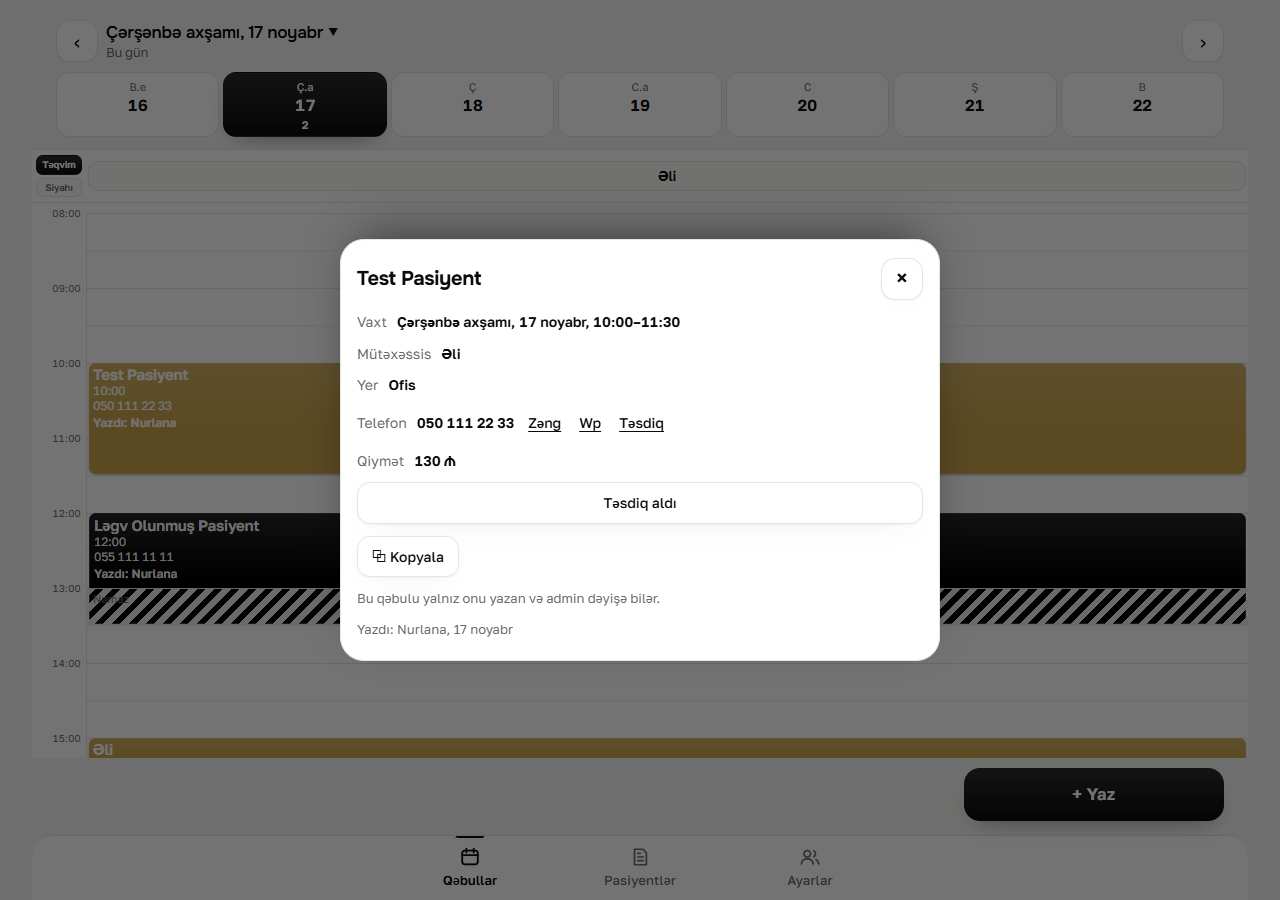 ‹
Çərşənbə axşamı, 17 noyabr ▼
Bu gün
›
B.e
16
Ç.a
17
2
Ç
18
C.a
19
C
20
Ş
21
B
22
Təqvim
Siyahı
Əli
08:00
09:00
10:00
Test Pasiyent
10:00
050 111 22 33
Yazdı: Nurlana
11:00
12:00
Ləgv Olunmuş Pasiyent
12:00
055 111 11 11
Yazdı: Nurlana
13:00
14:00
15:00
Əli
Test Pasiyent
×
Vaxt Çərşənbə axşamı, 17 noyabr, 10:00–11:30
Mütəxəssis Əli
Yer Ofis
Telefon 050 111 22 33 Zəng Wp Təsdiq
Qiymət 130 ₼
Təsdiq aldı
Kopyala
Bu qəbulu yalnız onu yazan və admin dəyişə bilər.
Yazdı: Nurlana, 17 noyabr
+ Yaz
Qəbullar
Pasiyentlər
Ayarlar